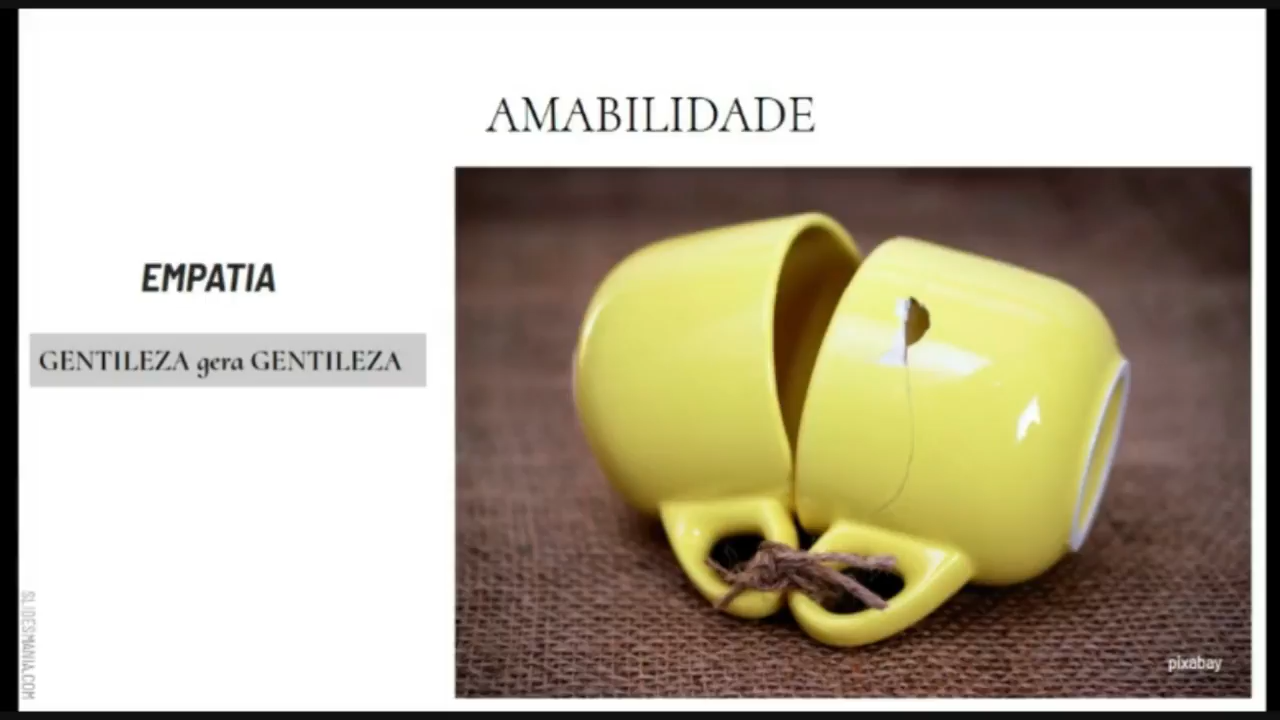 AMABILIDADE
EMPATIA
GENTILEZA gera GENTILEZA
SLIDESMANIA.COM
pixabay